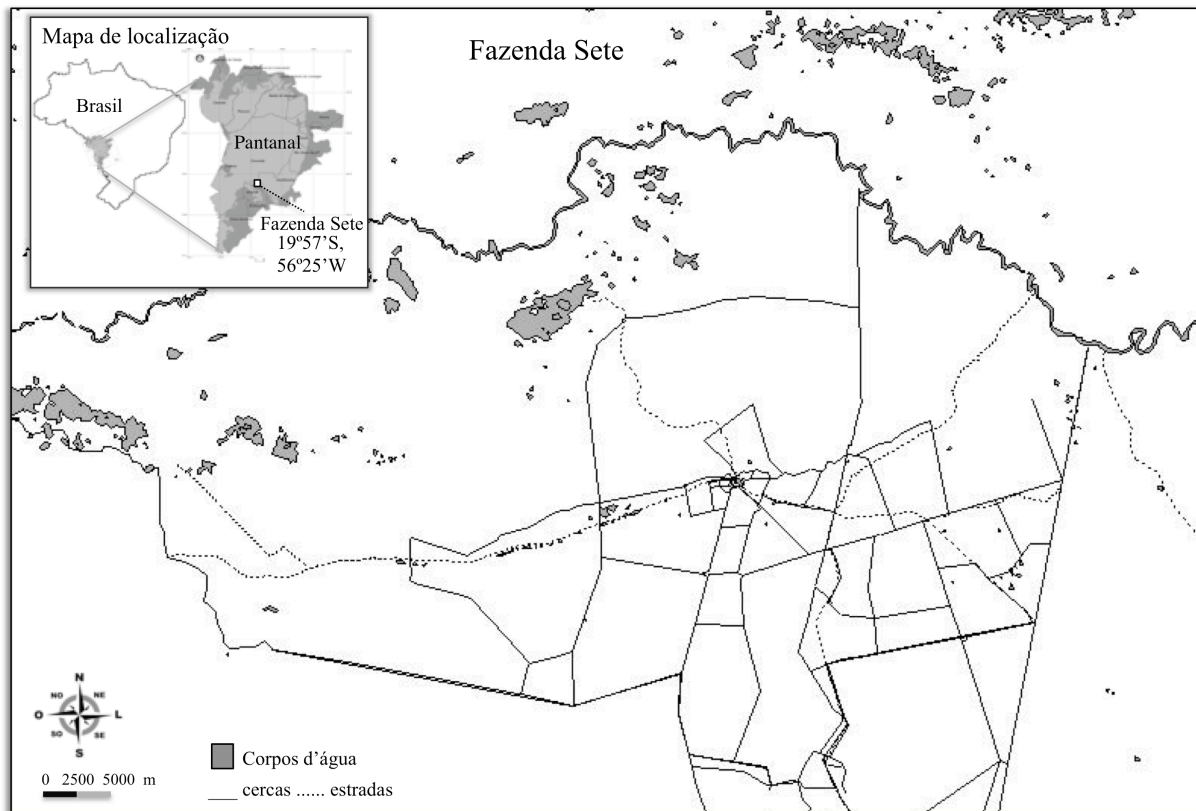 Mapa de localização
Fazenda Sete
Brasil
Pantanal
Fazenda Sete
19º57'S,
56º25'W
N
NO NE
O L
SO SE
S
0 2500 5000 m
Corpos d'água
cercas ...... estradas